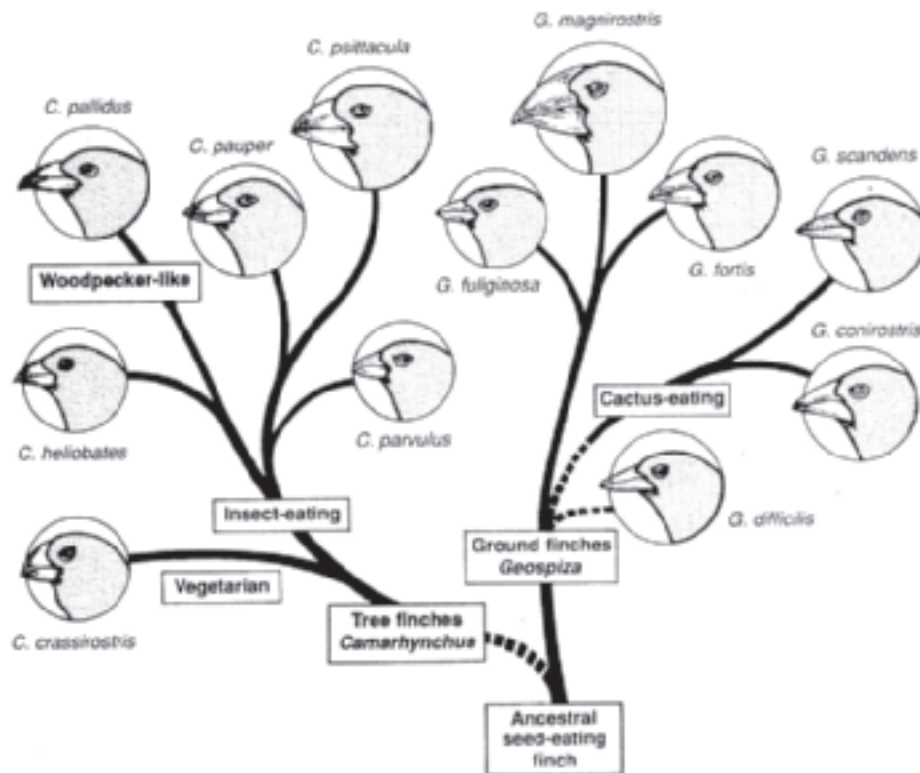 C. psittacula
G. magnirostris
C. pallidus
C. pauper
G. scandens
Woodpecker-like
G. fuliginosa
G. fortis
G. conirostris
C. heliobates
C. parvulus
Cactus-eating
Insect-eating
G. difficilis
Vegetarian
Ground finches
Geospiza
C. crassirostris
Tree finches
Camarhynchus
Ancestral
seed-eating
finch